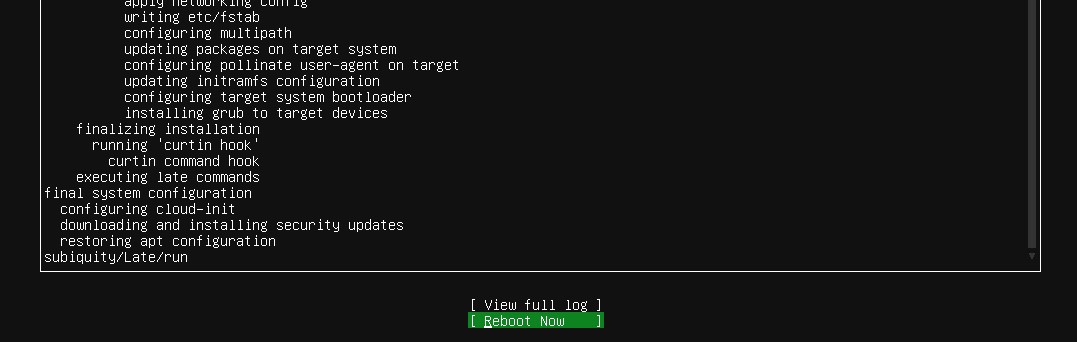 apply networking config
writing etc/fstab
configuring multipath
updating packages on target system
configuring pollinate user-agent on target
updating initramfs configuration
configuring target system bootloader
installing grub to target devices
finalizing installation
running 'curtin hook'
curtin command hook
executing late commands
final system configuration
configuring cloud-init
downloading and installing security updates
restoring apt configuration
subiquity/Late/run
[ View full log ]
[ Reboot Now ]